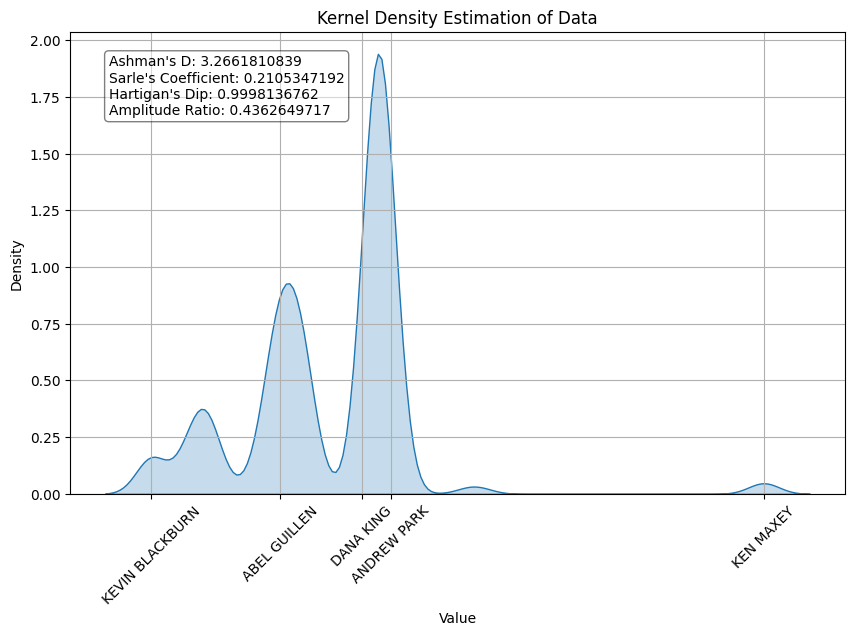 Kernel Density Estimation of Data
Ashman's D: 3.2661810839
Sarle's Coefficient: 0.2105347192
Hartigan's Dip: 0.9998136762
Amplitude Ratio: 0.4362649717
Density
2.00
1.75
1.50
1.25
1.00
0.75
0.50
0.25
0.00
KEVIN BLACKBURN
ABEL GUILLEN
DANA KING
ANDREW PARK
KEN MAXEY
Value